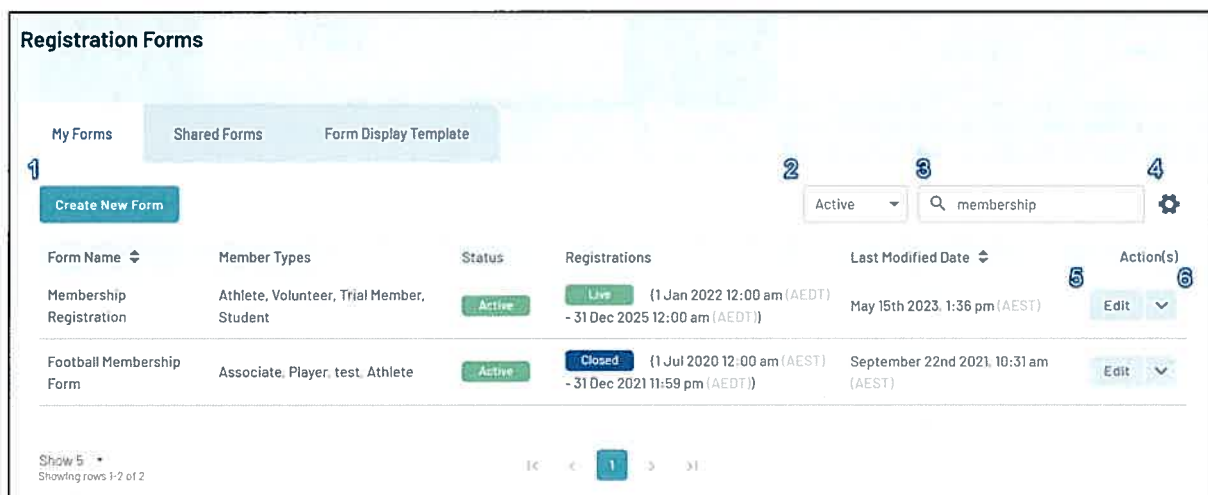 Registration Forms
My Forms Shared Forms Form Display Template
1 2 3 4
Create New Form Active membership
Form Name Member Types Status Registrations Last Modified Date Action(s)
5 6
Membership Athlete, Volunteer, Trial Member, Active Live (1 Jan 2022 12:00 am (AEDT) May 15th 2023, 1:36 pm (AEST) Edit
Registration Student - 31 Dec 2025 12:00 am (AEDT))
Football Membership Associate, Player, test, Athlete Active Closed (1 Jul 2020 12:00 am (AEST) September 22nd 2021, 10:31 am Edit
Form - 31 Dec 2021 11:59 pm (AEDT)) (AEST)
Show 5 1
Showing rows 1-2 of 2